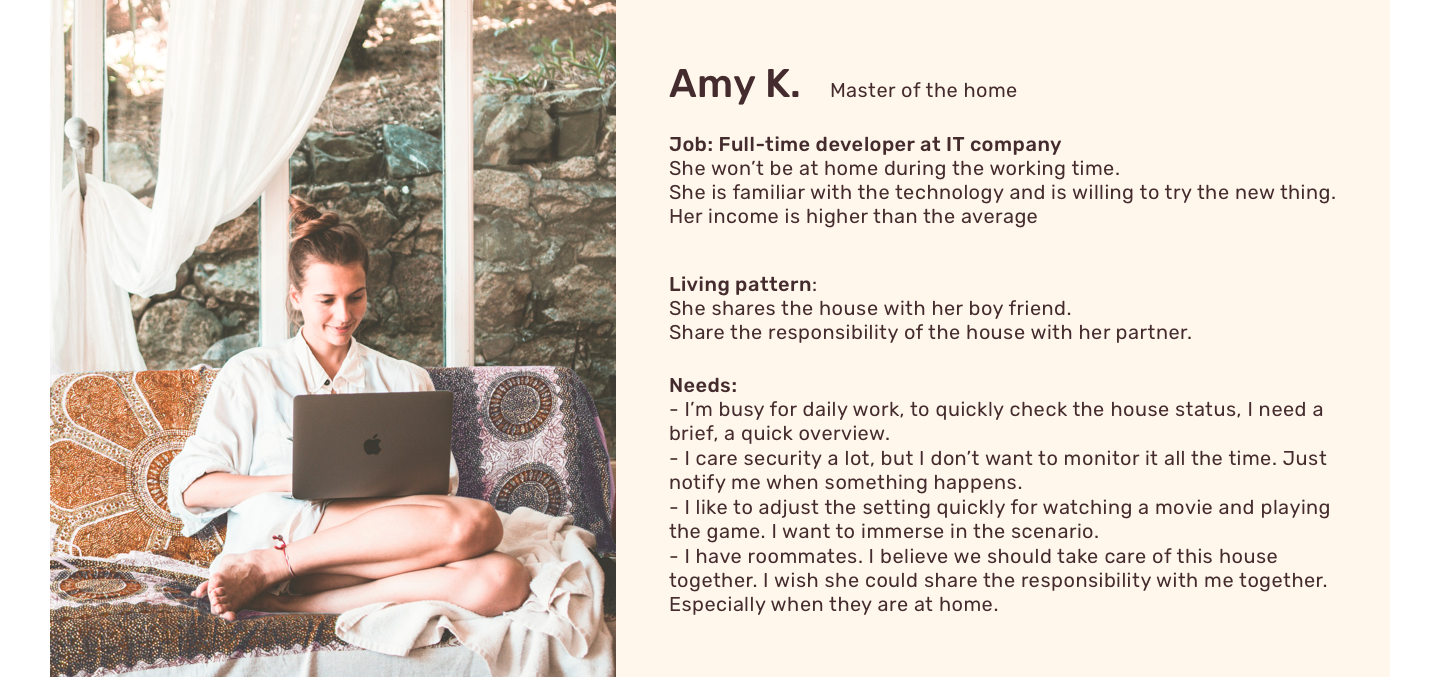 Amy K. Master of the home
Job: Full-time developer at IT company
She won’t be at home during the working time.
She is familiar with the technology and is willing to try the new thing.
Her income is higher than the average
Living pattern:
She shares the house with her boy friend.
Share the responsibility of the house with her partner.
Needs:
- I’m busy for daily work, to quickly check the house status, I need a
brief, a quick overview.
- I care security a lot, but I don’t want to monitor it all the time. Just
notify me when something happens.
- I like to adjust the setting quickly for watching a movie and playing
the game. I want to immerse in the scenario.
- I have roommates. I believe we should take care of this house
together. I wish she could share the responsibility with me together.
Especially when they are at home.